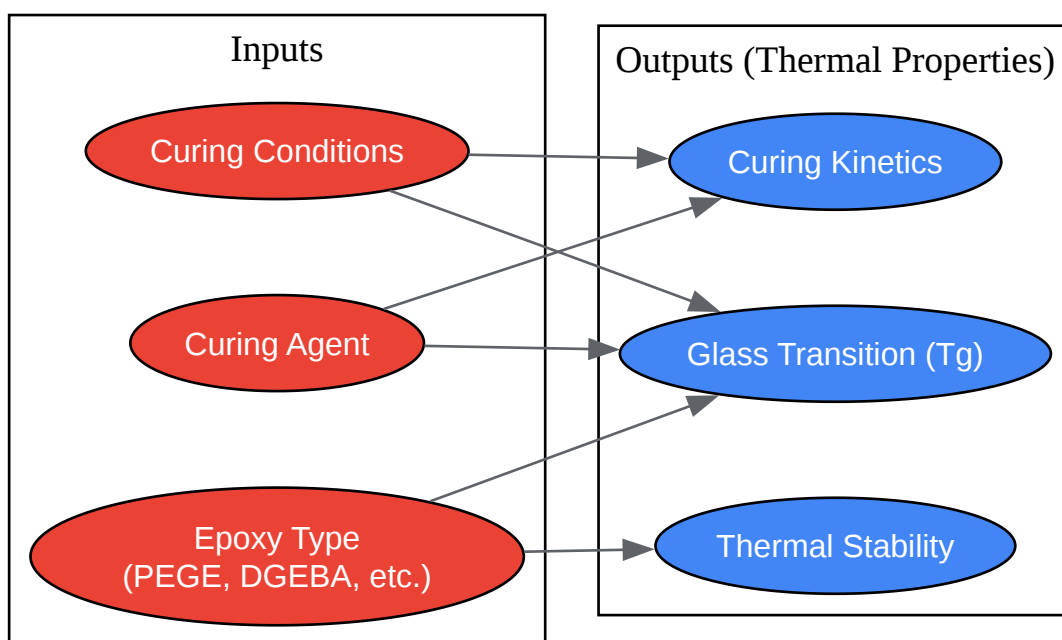 Inputs
Outputs (Thermal Properties)
Curing Conditions
Curing Kinetics
Curing Agent
Glass Transition (Tg)
Epoxy Type
(PEGE, DGEBA, etc.)
Thermal Stability